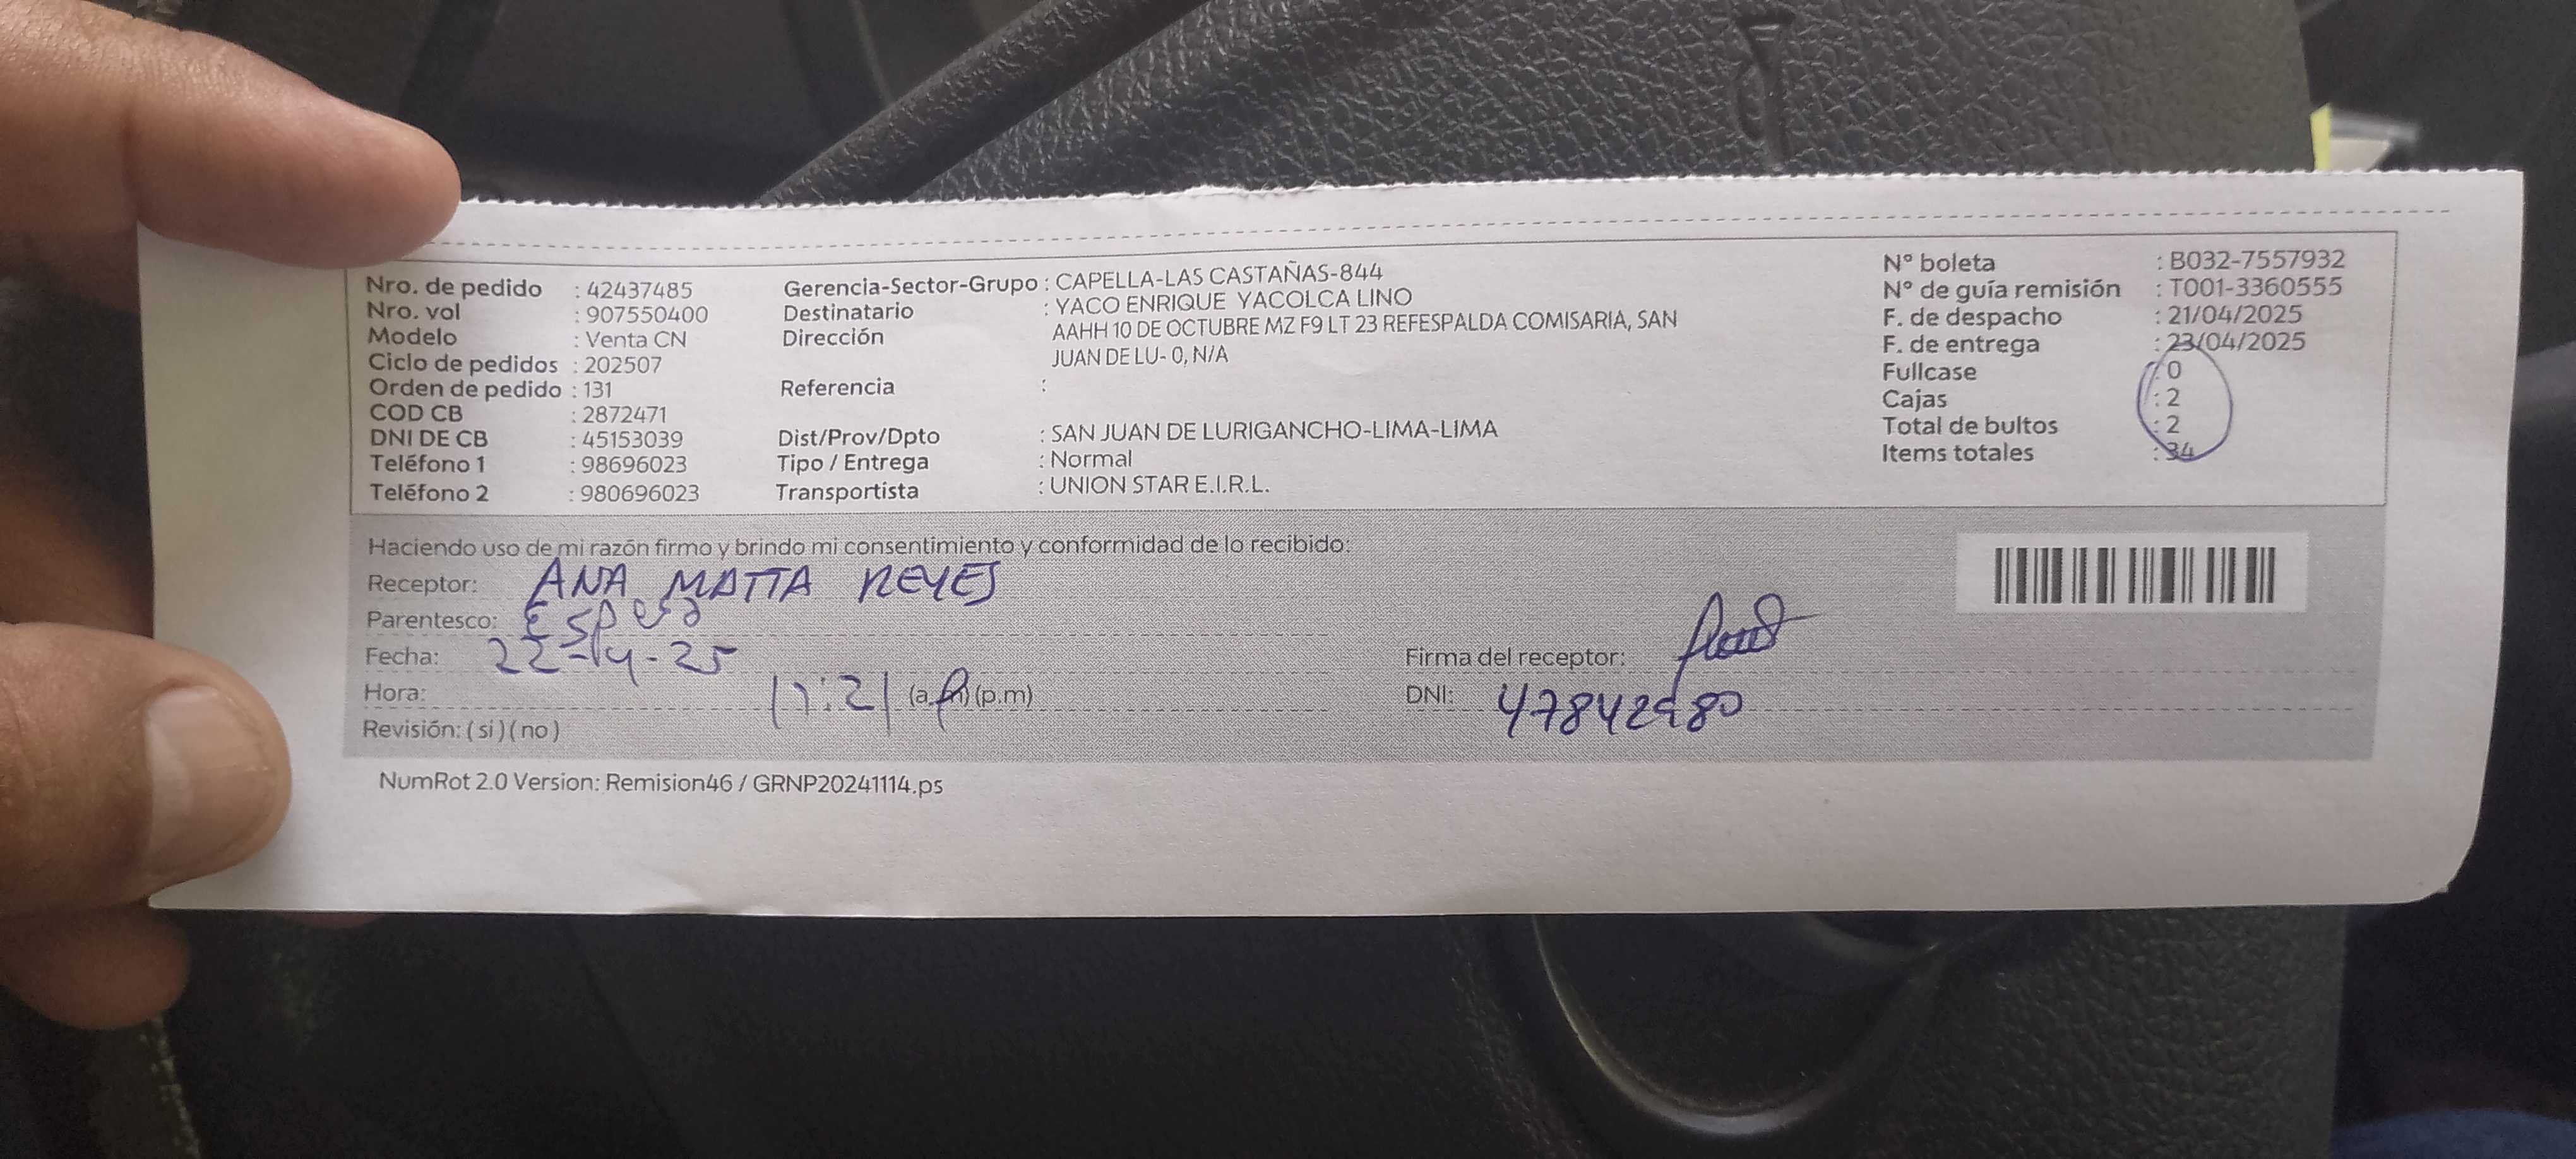 Nro. de pedido : 42437485
Nro. vol : 907550400
Modelo : Venta CN
Ciclo de pedidos : 202507
Orden de pedido : 131
COD CB : 2872471
DNI DE CB : 45153039
Teléfono 1 : 98696023
Teléfono 2 : 980696023
Gerencia-Sector-Grupo : CAPELLA-LAS CASTAÑAS-844
Destinatario : YACO ENRIQUE YACOLCA LINO
Dirección AAHH 10 DE OCTUBRE MZ F9 LT 23 REFESPALDA COMISARIA, SAN
JUAN DE LU- 0, N/A
Referencia :
Dist/Prov/Dpto : SAN JUAN DE LURIGANCHO-LIMA-LIMA
Tipo / Entrega : Normal
Transportista : UNION STAR E.I.R.L.
N° boleta : B032-7557932
N° de guía remisión : T001-3360555
F. de despacho : 21/04/2025
F. de entrega : 23/04/2025
Fullcase : 0
Cajas : 2
Total de bultos : 2
Items totales : 34
Haciendo uso de mi razón firmo y brindo mi consentimiento y conformidad de lo recibido:
Receptor: ANA MATTA REYES
Parentesco: Esposa
Fecha: 22-14-25
Hora: 17:21 (a.m) (p.m)
Revisión: ( si ) ( no )
Firma del receptor:
DNI: 47842980
NumRot 2.0 Version: Remision46 / GRNP20241114.ps